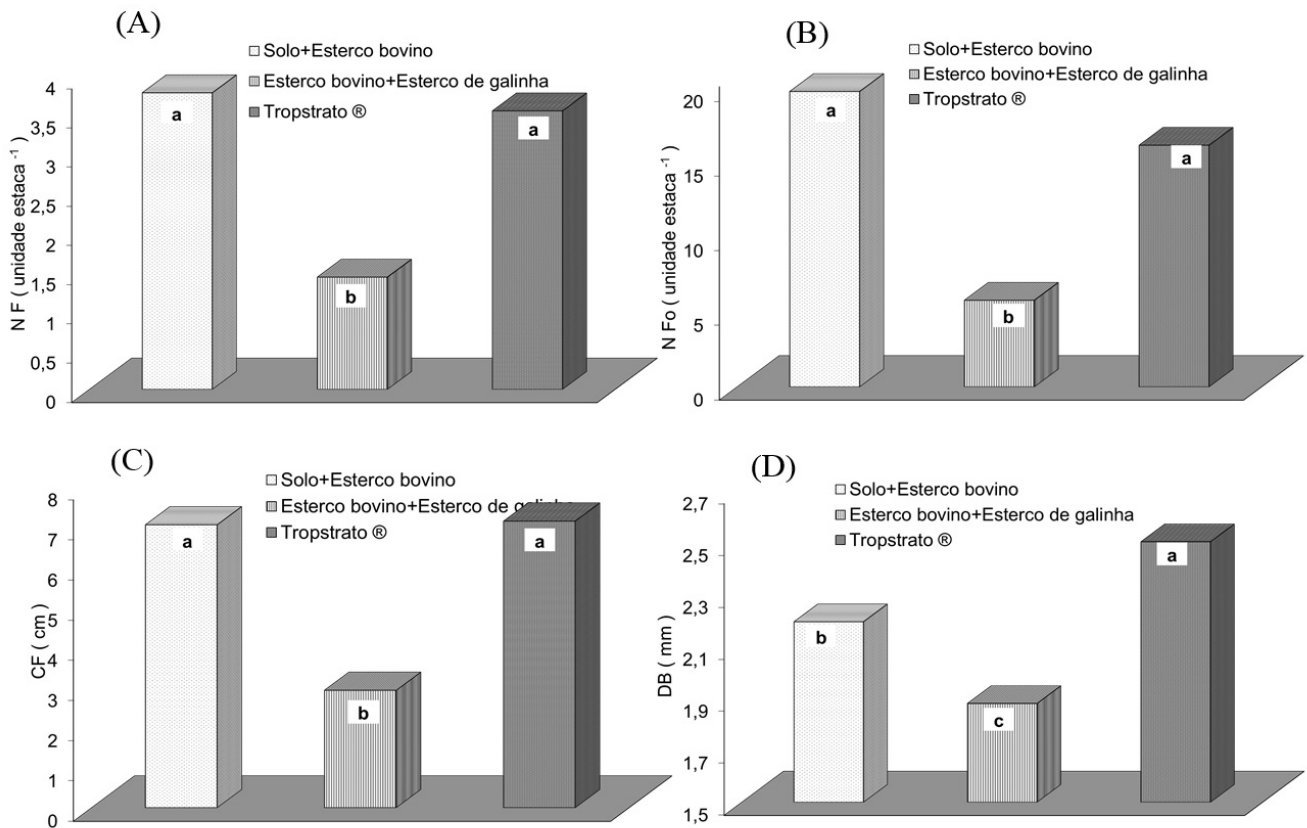 (A)
Solo+Esterco bovino
Esterco bovino+Esterco de galinha
Tropstrato ®
N F ( unidade estaca -1 )
4
3,5
3
2,5
2
1,5
1
0,5
0
a
b
a
(B)
Solo+Esterco bovino
Esterco bovino+Esterco de galinha
Tropstrato ®
N Fo ( unidade estaca -1 )
20
15
10
5
0
a
b
a
(C)
Solo+Esterco bovino
Esterco bovino+Esterco de galinha
Tropstrato ®
CF ( cm )
8
7
6
5
4
3
2
1
0
a
b
a
(D)
Solo+Esterco bovino
Esterco bovino+Esterco de galinha
Tropstrato ®
DB ( mm )
2,7
2,5
2,3
2,1
1,9
1,7
1,5
b
c
a